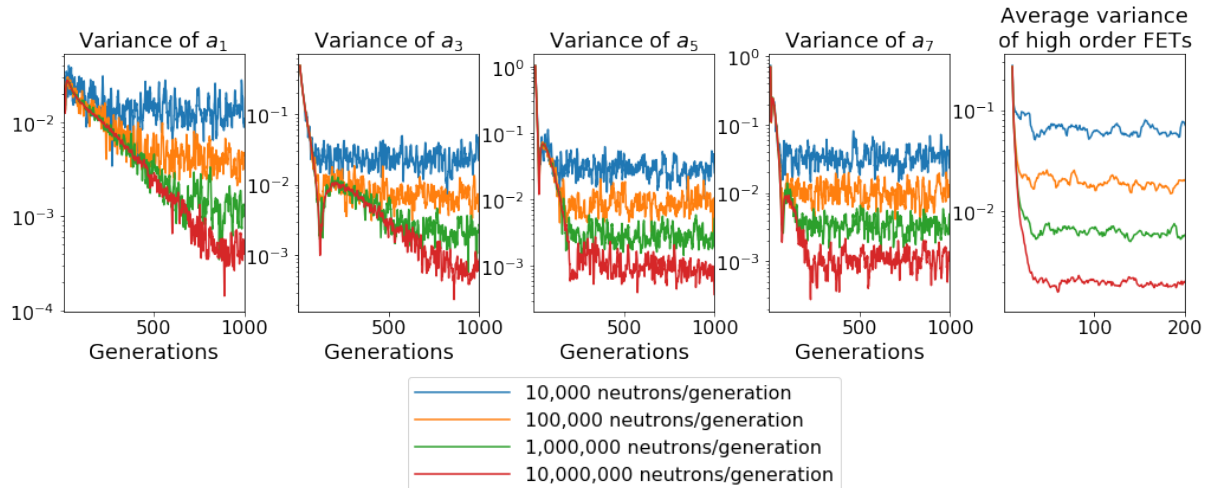 Variance of a₁
Variance of a₃
Variance of a₅
Variance of a₇
Average variance
of high order FETs
10⁻²
10⁻³
10⁻⁴
500
1000
Generations
10⁻¹
10⁻²
10⁻³
500
1000
Generations
10⁰
10⁻¹
10⁻²
10⁻³
500
1000
Generations
10⁰
10⁻¹
10⁻²
10⁻³
500
1000
Generations
10⁻¹
10⁻²
100
200
10,000 neutrons/generation
100,000 neutrons/generation
1,000,000 neutrons/generation
10,000,000 neutrons/generation